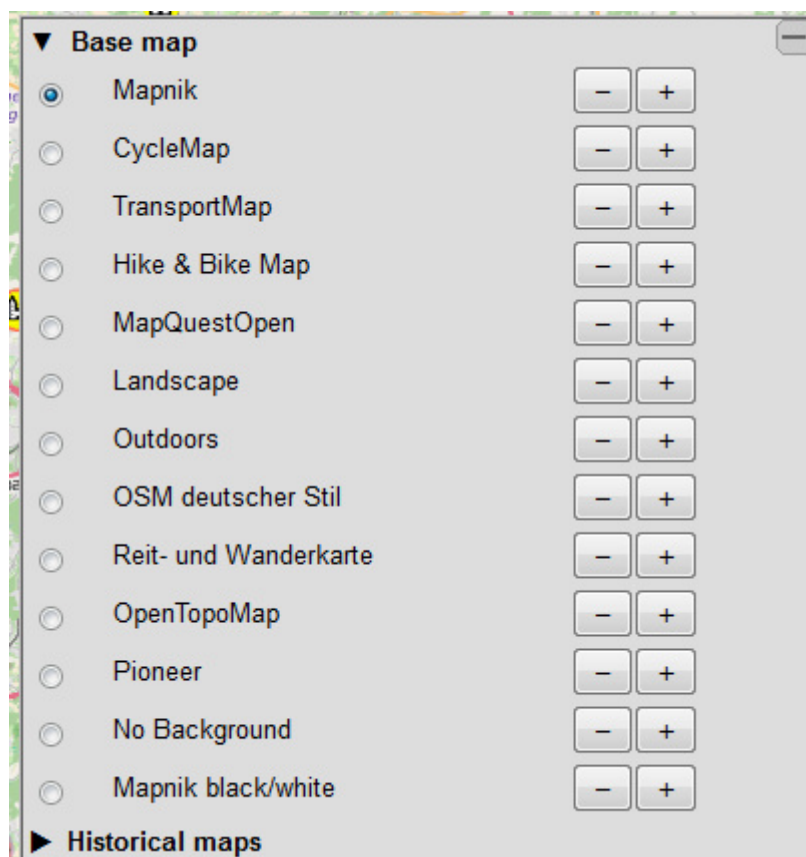 ▼ Base map
Mapnik − +
CycleMap − +
TransportMap − +
Hike & Bike Map − +
MapQuestOpen − +
Landscape − +
Outdoors − +
OSM deutscher Stil − +
Reit- und Wanderkarte − +
OpenTopoMap − +
Pioneer − +
No Background − +
Mapnik black/white − +
▶ Historical maps